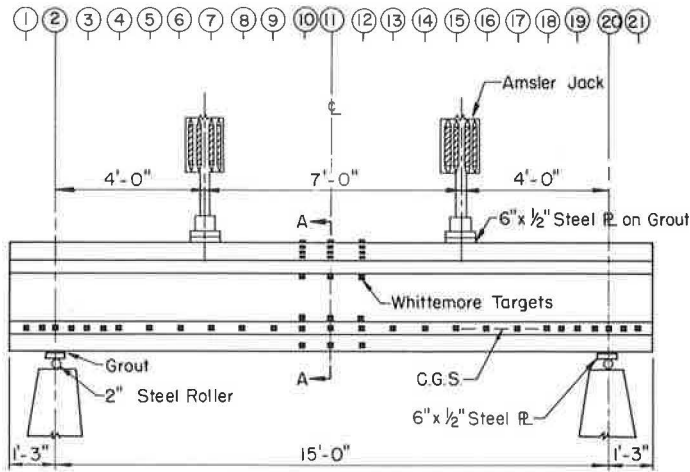 1 2 3 4 5 6 7 8 9 10 11 12 13 14 15 16 17 18 19 20 21
Amsler Jack
℄
4'-0" 7'-0" 4'-0"
A
6" x 1/2" Steel ⅊ on Grout
Whittemore Targets
Grout
A
C.G.S.
2" Steel Roller
6" x 1/2" Steel ⅊
1'-3" 15'-0" 1'-3"